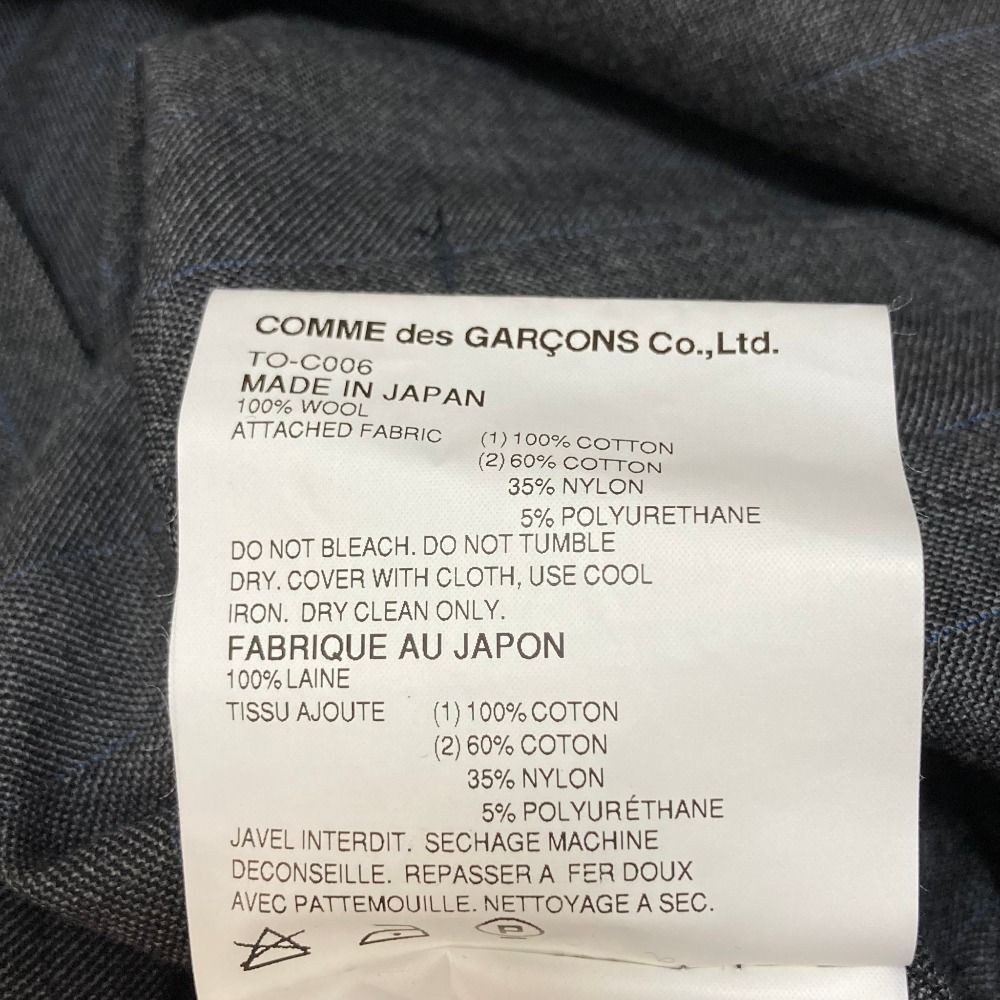 COMME des GARÇONS Co.,Ltd.
TO-C006
MADE IN JAPAN
100% WOOL
ATTACHED FABRIC (1) 100% COTTON
(2) 60% COTTON
35% NYLON
5% POLYURETHANE
DO NOT BLEACH. DO NOT TUMBLE
DRY. COVER WITH CLOTH, USE COOL
IRON. DRY CLEAN ONLY.
FABRIQUE AU JAPON
100% LAINE
TISSU AJOUTE (1) 100% COTON
(2) 60% COTON
35% NYLON
5% POLYURÉTHANE
JAVEL INTERDIT. SECHAGE MACHINE
DECONSEILLE. REPASSER A FER DOUX
AVEC PATTEMOUILLE. NETTOYAGE A SEC.
P